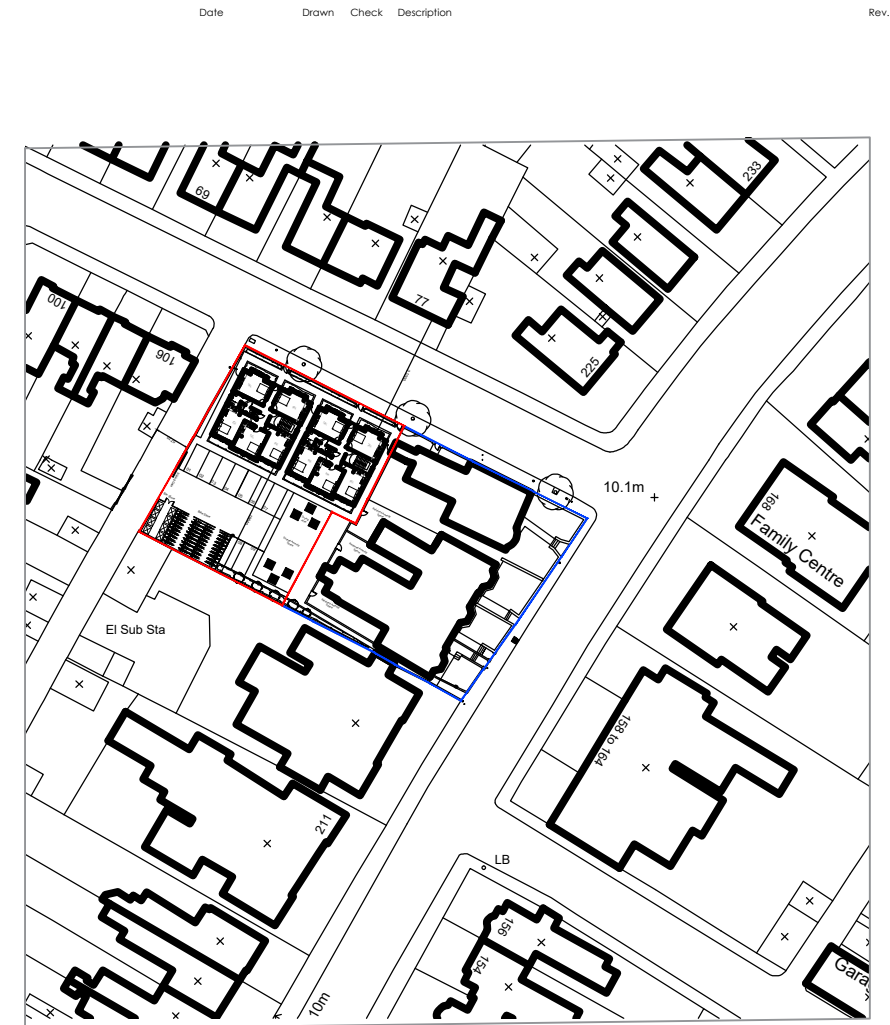 Date Drawn Check Description Rev.
69
233
77
100
106
225
10.1m
168
Family Centre
El Sub Sta
158 to 164
211
LB
156
154
10m
Gara